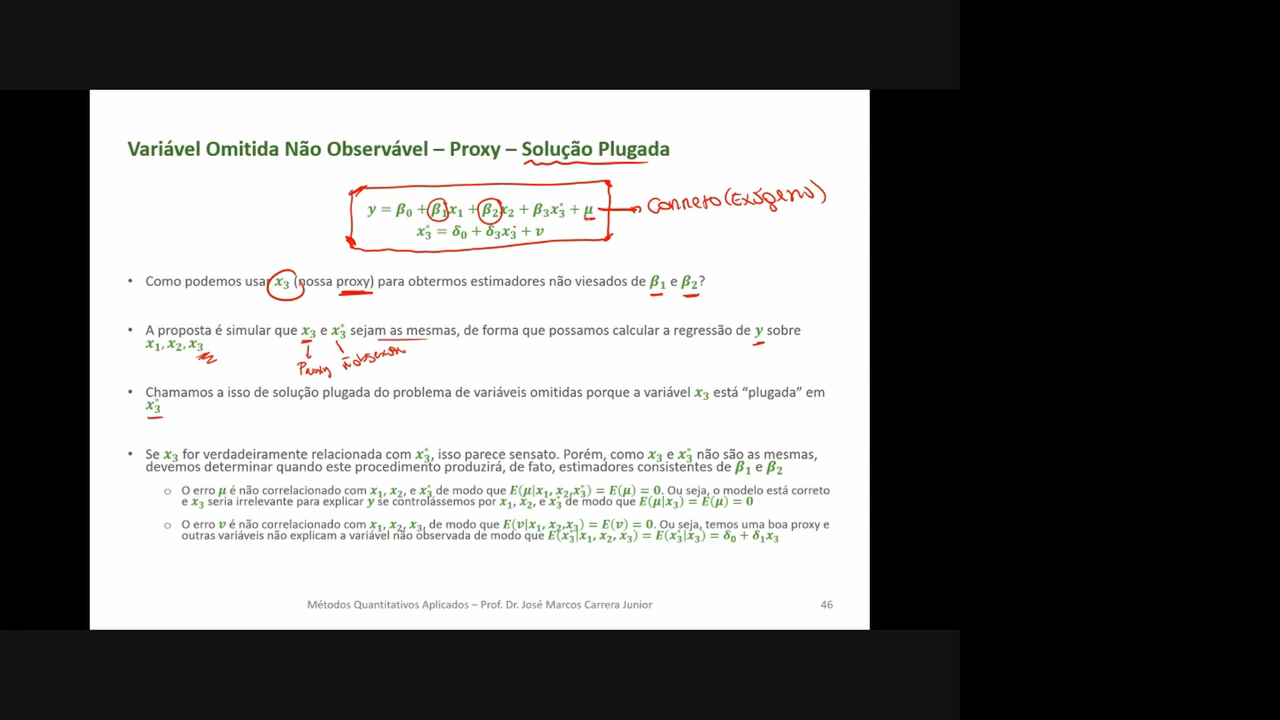 Variável Omitida Não Observável – Proxy – Solução Plugada
y = β₀ + β₁x₁ + β₂x₂ + β₃x₃* + μ
Correto (Exógeno)
x₃* = δ₀ + δ₃x₃ + v
• Como podemos usar x₃ (nossa proxy) para obtermos estimadores não viesados de β₁ e β₂?
• A proposta é simular que x₃ e x₃* sejam as mesmas, de forma que possamos calcular a regressão de y sobre
x₁, x₂, x₃
Proxy
• Chamamos a isso de solução plugada do problema de variáveis omitidas porque a variável x₃ está “plugada” em
x₃*
• Se x₃ for verdadeiramente relacionada com x₃*, isso parece sensato. Porém, como x₃ e x₃* não são as mesmas,
devemos determinar quando este procedimento produzirá, de fato, estimadores consistentes de β₁ e β₂
○ O erro μ é não correlacionado com x₁, x₂, e x₃* de modo que E(μ|x₁, x₂,x₃*) = E(μ) = 0. Ou seja, o modelo está correto
e x₃ seria irrelevante para explicar y se controlássemos por x₁, x₂, e x₃* de modo que E(μ|x₃) = E(μ) = 0
○ O erro v é não correlacionado com x₁, x₂, x₃, de modo que E(v|x₁, x₂,x₃) = E(v) = 0. Ou seja, temos uma boa proxy e
outras variáveis não explicam a variável não observada de modo que E(x₃*|x₁, x₂, x₃) = E(x₃*|x₃) = δ₀ + δ₁x₃
Métodos Quantitativos Aplicados – Prof. Dr. José Marcos Carrera Junior
46